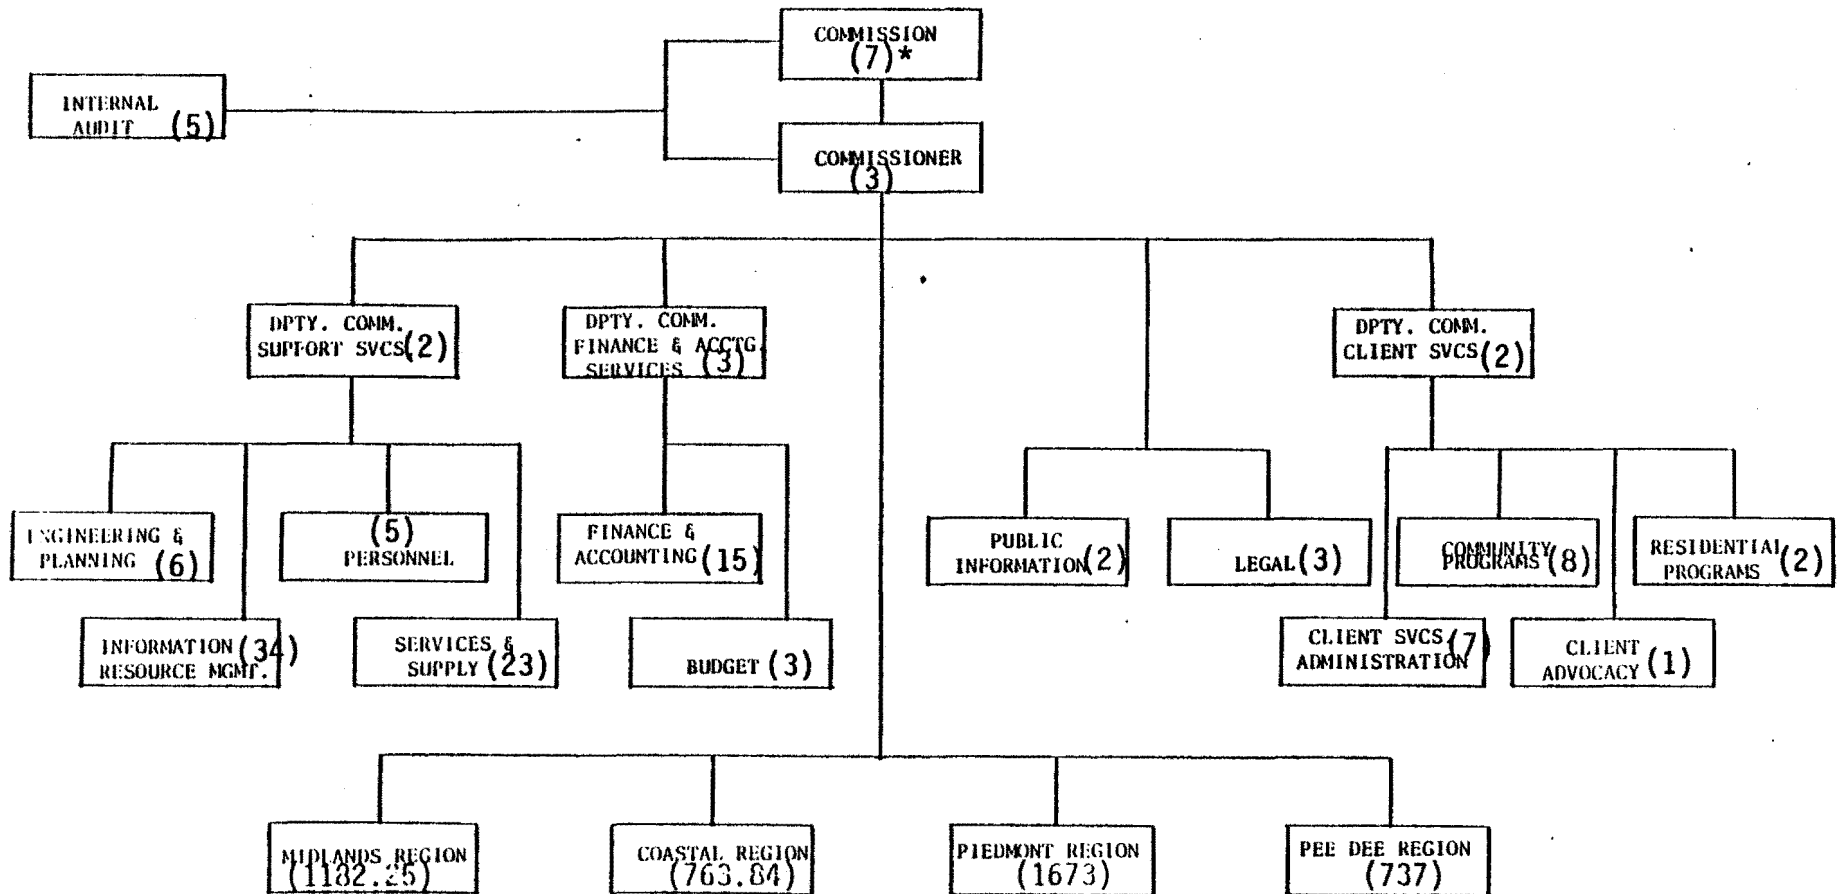 COMMISSION
(7)*
INTERNAL
AUDIT (5)
COMMISSIONER
(3)
DPTY. COMM.
SUPPORT SVCS(2)
DPTY. COMM.
FINANCE & ACCTG.
SERVICES (3)
DPTY. COMM.
CLIENT SVCS(2)
ENGINEERING &
PLANNING (6)
(5)
PERSONNEL
FINANCE &
ACCOUNTING(15)
PUBLIC
INFORMATION(2)
LEGAL(3)
COMMUNITY
PROGRAMS(8)
RESIDENTIAL
PROGRAMS (2)
INFORMATION(34)
RESOURCE MGMT.
SERVICES &
SUPPLY(23)
BUDGET(3)
CLIENT SVCS(7)
ADMINISTRATION
CLIENT
ADVOCACY(1)
MIDLANDS REGION
(1182.25)
COASTAL REGION
(763.84)
PIEDMONT REGION
(1673)
PEE DEE REGION
(737)